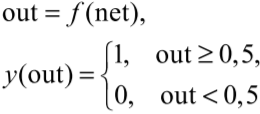 out = f(net),
y(out) = { 1, out ≥ 0,5,
0, out < 0,5